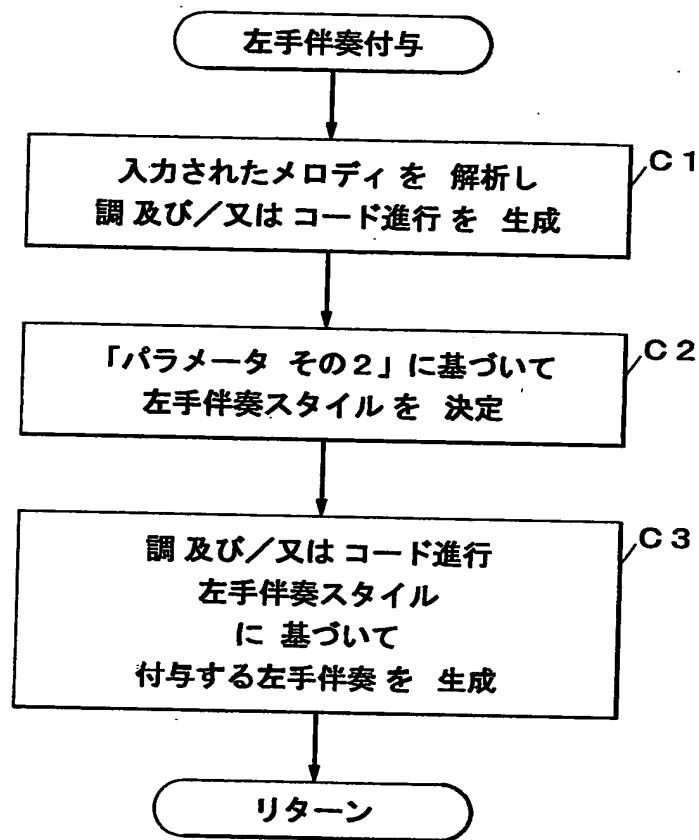 左手伴奏付与
入力されたメロディを 解析し
調及び/又はコード進行を 生成
C1
「パラメータ その2」に基づいて
左手伴奏スタイルを 決定
C2
調及び/又はコード進行
左手伴奏スタイル
に 基づいて
付与する左手伴奏を 生成
C3
リターン